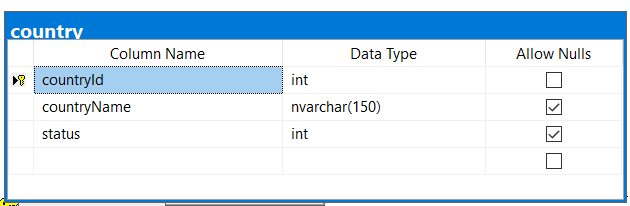 country
Column Name Data Type Allow Nulls
countryId int
countryName nvarchar(150)
status int